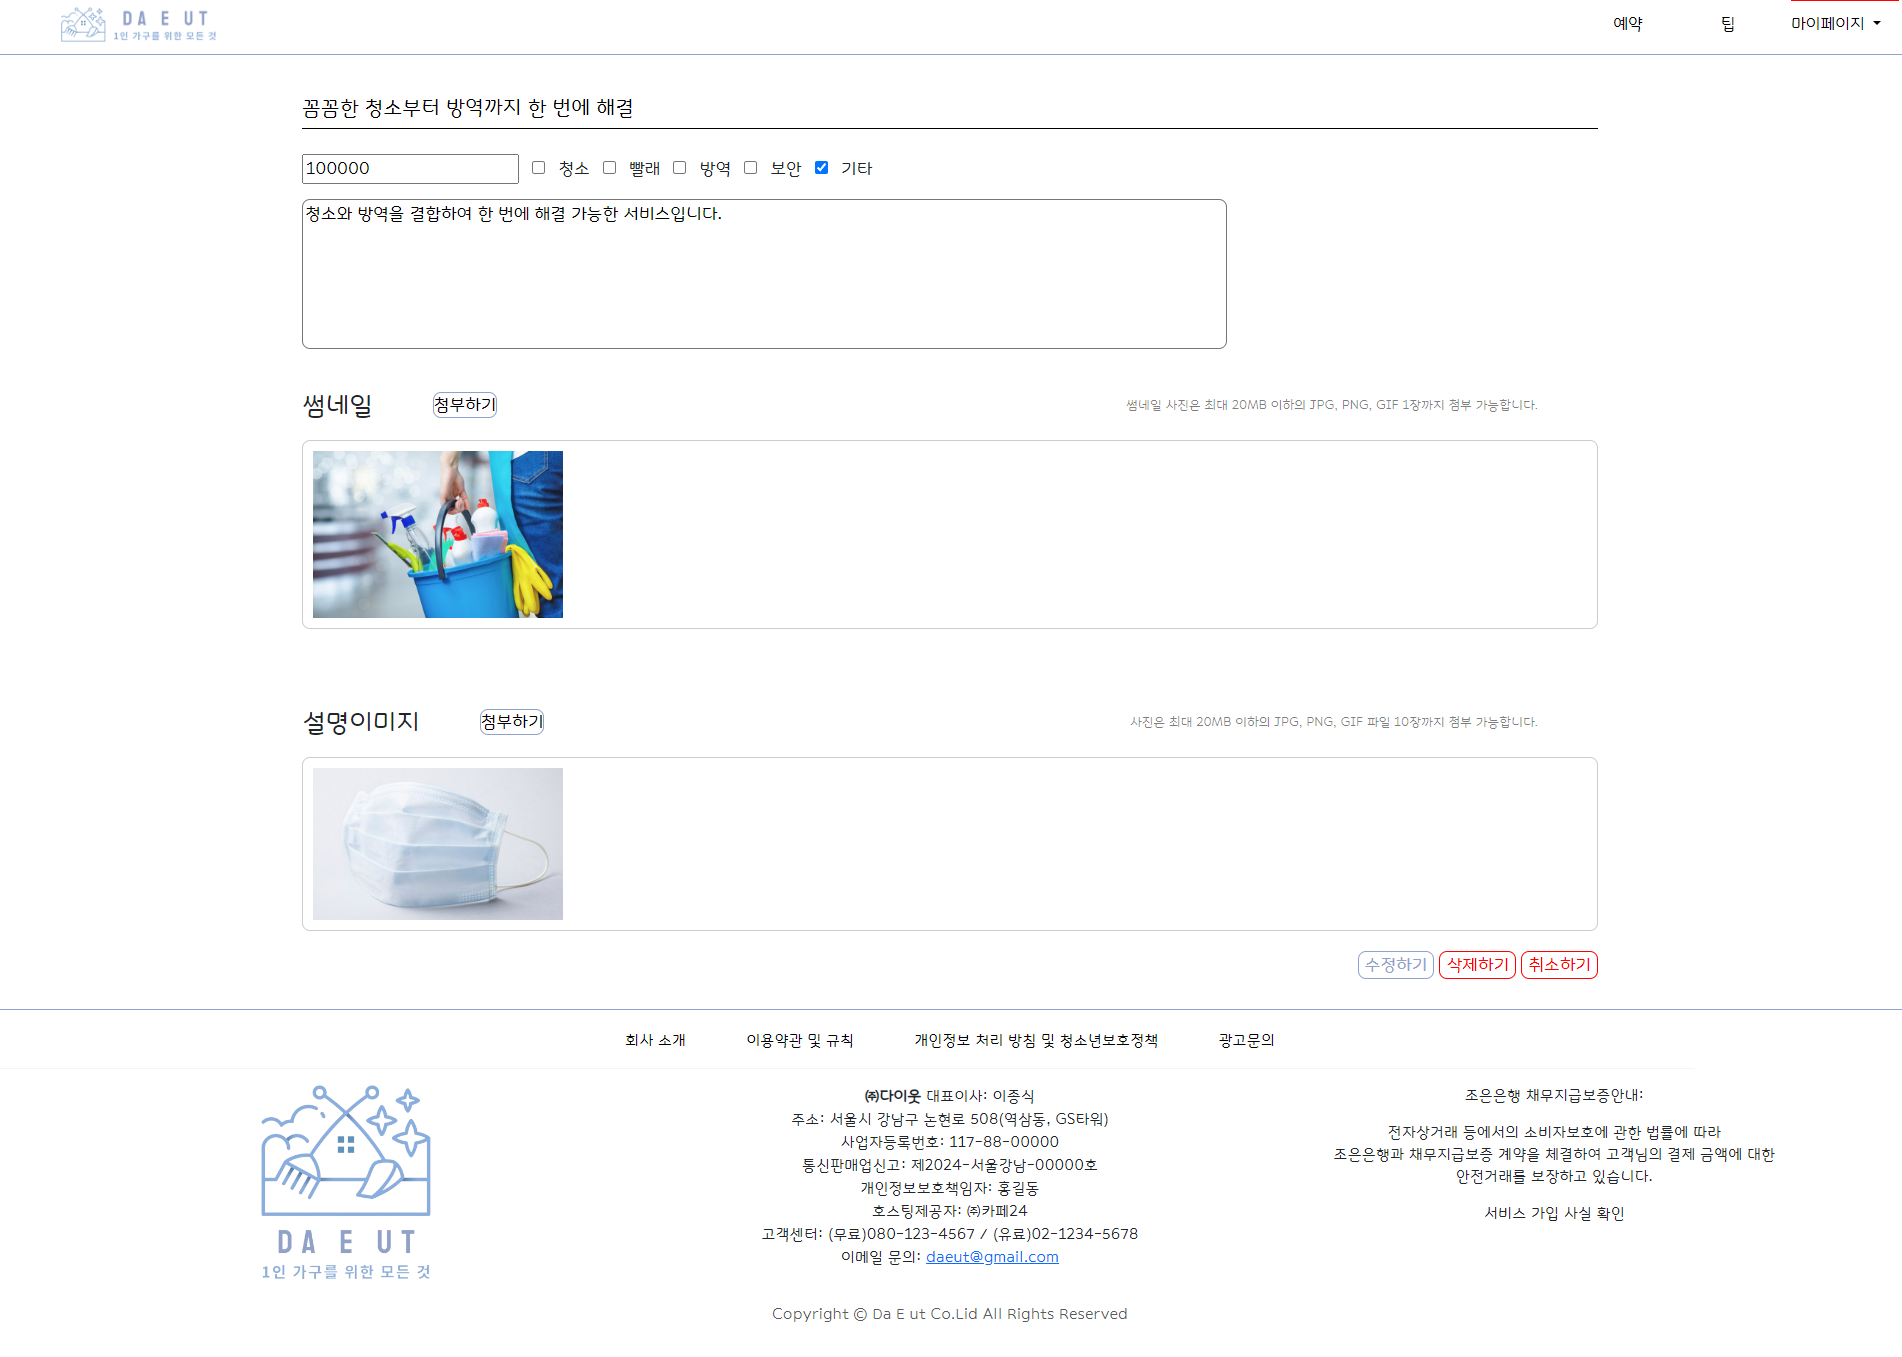 DA E UT
1인 가구를 위한 모든 것
예약 팁 마이페이지
꼼꼼한 청소부터 방역까지 한 번에 해결
100000 청소 빨래 방역 보안 기타
청소와 방역을 결합하여 한 번에 해결 가능한 서비스입니다.
썸네일 첨부하기 썸네일 사진은 최대 20MB 이하의 JPG, PNG, GIF 1장까지 첨부 가능합니다.
설명이미지 첨부하기 사진은 최대 20MB 이하의 JPG, PNG, GIF 파일 10장까지 첨부 가능합니다.
수정하기 삭제하기 취소하기
회사 소개 이용약관 및 규칙 개인정보 처리 방침 및 청소년보호정책 광고문의
DA E UT
1인 가구를 위한 모든 것
㈜다이웃 대표이사: 이종식
주소: 서울시 강남구 논현로 508(역삼동, GS타워)
사업자등록번호: 117-88-00000
통신판매업신고: 제2024-서울강남-00000호
개인정보보호책임자: 홍길동
호스팅제공자: ㈜카페24
고객센터: (무료)080-123-4567 / (유료)02-1234-5678
이메일 문의: daeut@gmail.com
조은은행 채무지급보증안내:
전자상거래 등에서의 소비자보호에 관한 법률에 따라
조은은행과 채무지급보증 계약을 체결하여 고객님의 결제 금액에 대한
안전거래를 보장하고 있습니다.
서비스 가입 사실 확인
Copyright © Da E ut Co.Lid All Rights Reserved